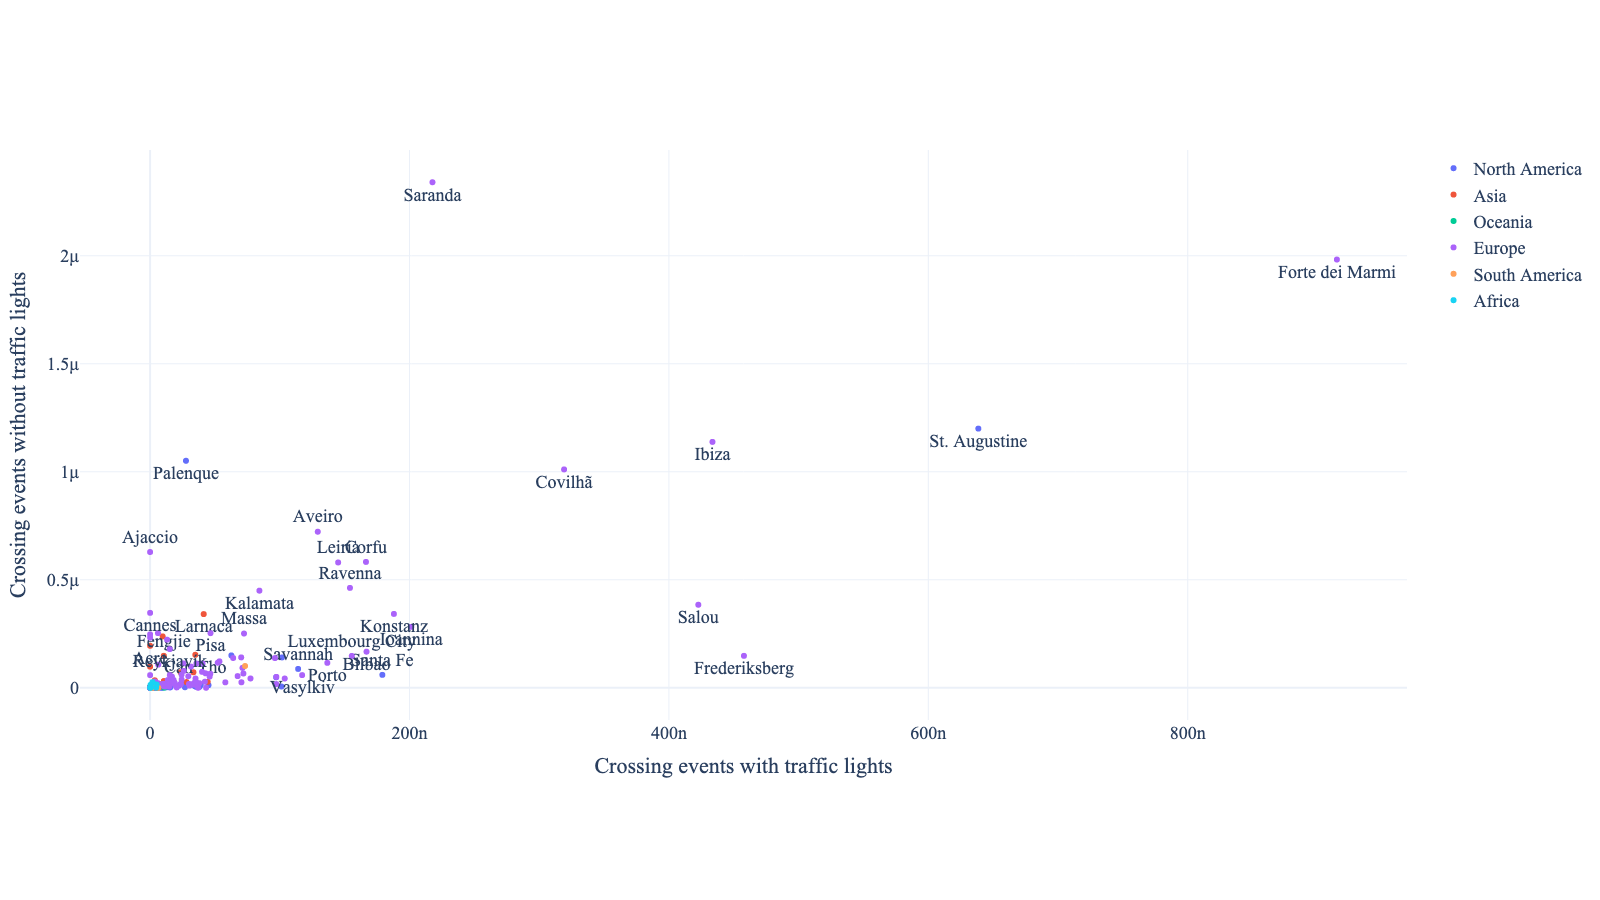 North America
Asia
Oceania
Europe
South America
Africa
Crossing events without traffic lights
2μ
1.5μ
1μ
0.5μ
0
Saranda
Forte dei Marmi
St. Augustine
Ibiza
Palenque
Covilhã
Aveiro
Ajaccio
Leiria
Corfu
Ravenna
Kalamata
Salou
Massa
Cannes
Larnaca
Konstanz
Fengjie
Pisa
Luxembourg City
Ioannina
Savannah
Reykjavik
Bilbao
Santa Fe
Frederiksberg
Porto
Vasylkiv
0
200n
400n
600n
800n
Crossing events with traffic lights